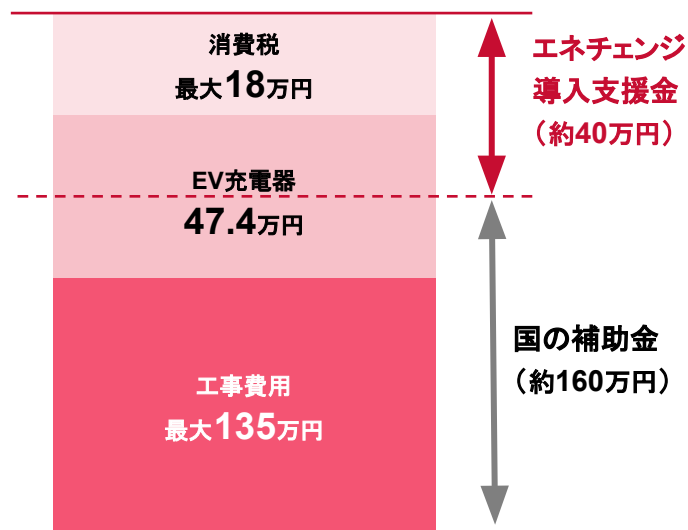 消費税
最大18万円
エネチェンジ
導入支援金
（約40万円）
EV充電器
47.4万円
国の補助金
（約160万円）
工事費用
最大135万円